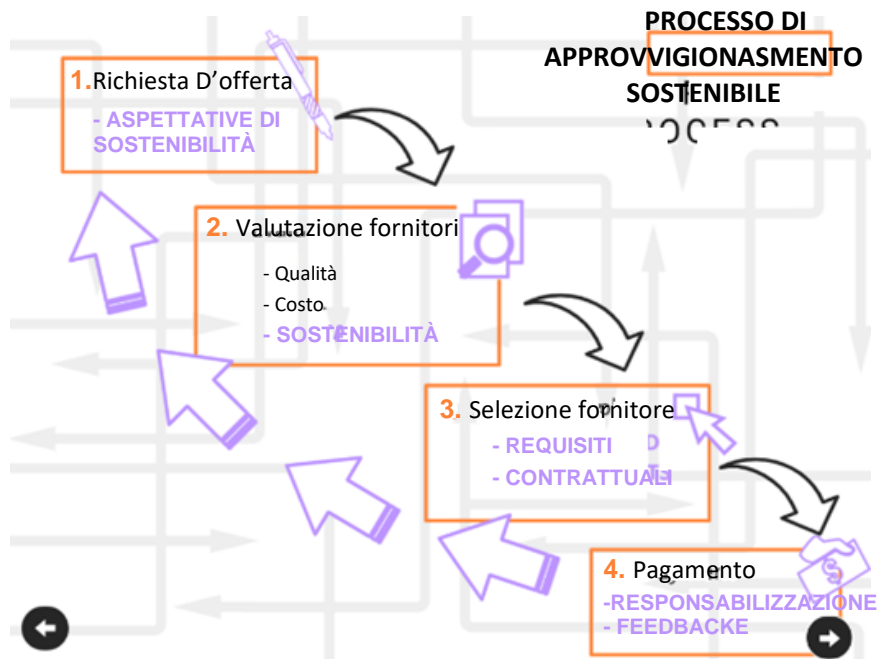 PROCESSO DI
APPROVVIGIONASMENTO
SOSTENIBILE
1.Richiesta D'offerta
- ASPETTATIVE DI
SOSTENIBILITÀ
2. Valutazione fornitori
- Qualità
- Costo
- SOSTENIBILITÀ
3. Selezione fornitore
- REQUISITI
- CONTRATTUALI
4. Pagamento
-RESPONSABILIZZAZIONE
- FEEDBACKE